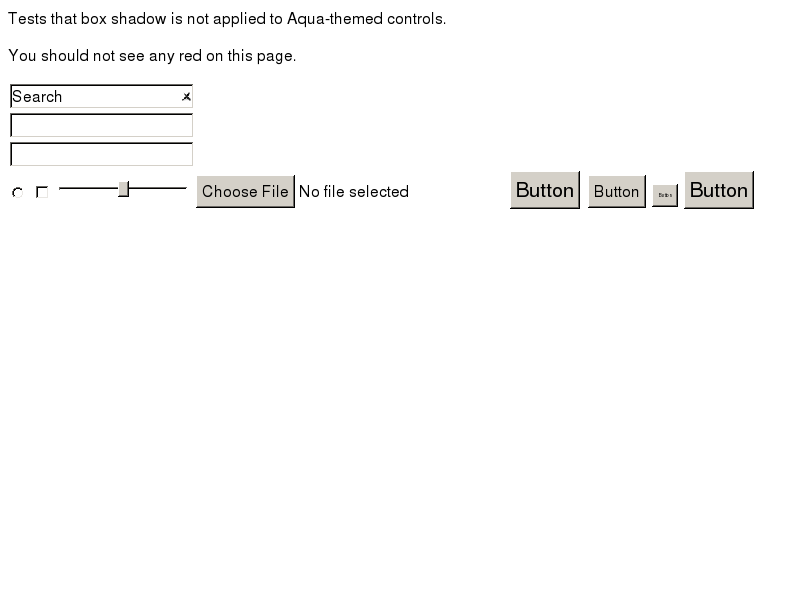 Tests that box shadow is not applied to Aqua-themed controls.
You should not see any red on this page.
Search
Choose File No file selected Button Button Button Button